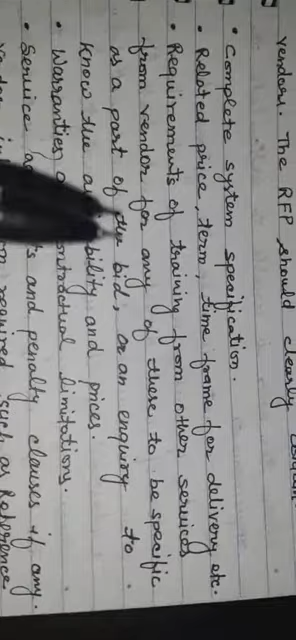 vendors. The RFP should clearly
• Complete system specification.
• Related price, term, time frame for delivery etc.
• Requirements of training from other services
from vendor for any of these to be specific
as a part of the bid, or an enquiry to
know the and prices.
• Warranties contractual limitations.
• Service and penalty clauses if any.
required such as Reference